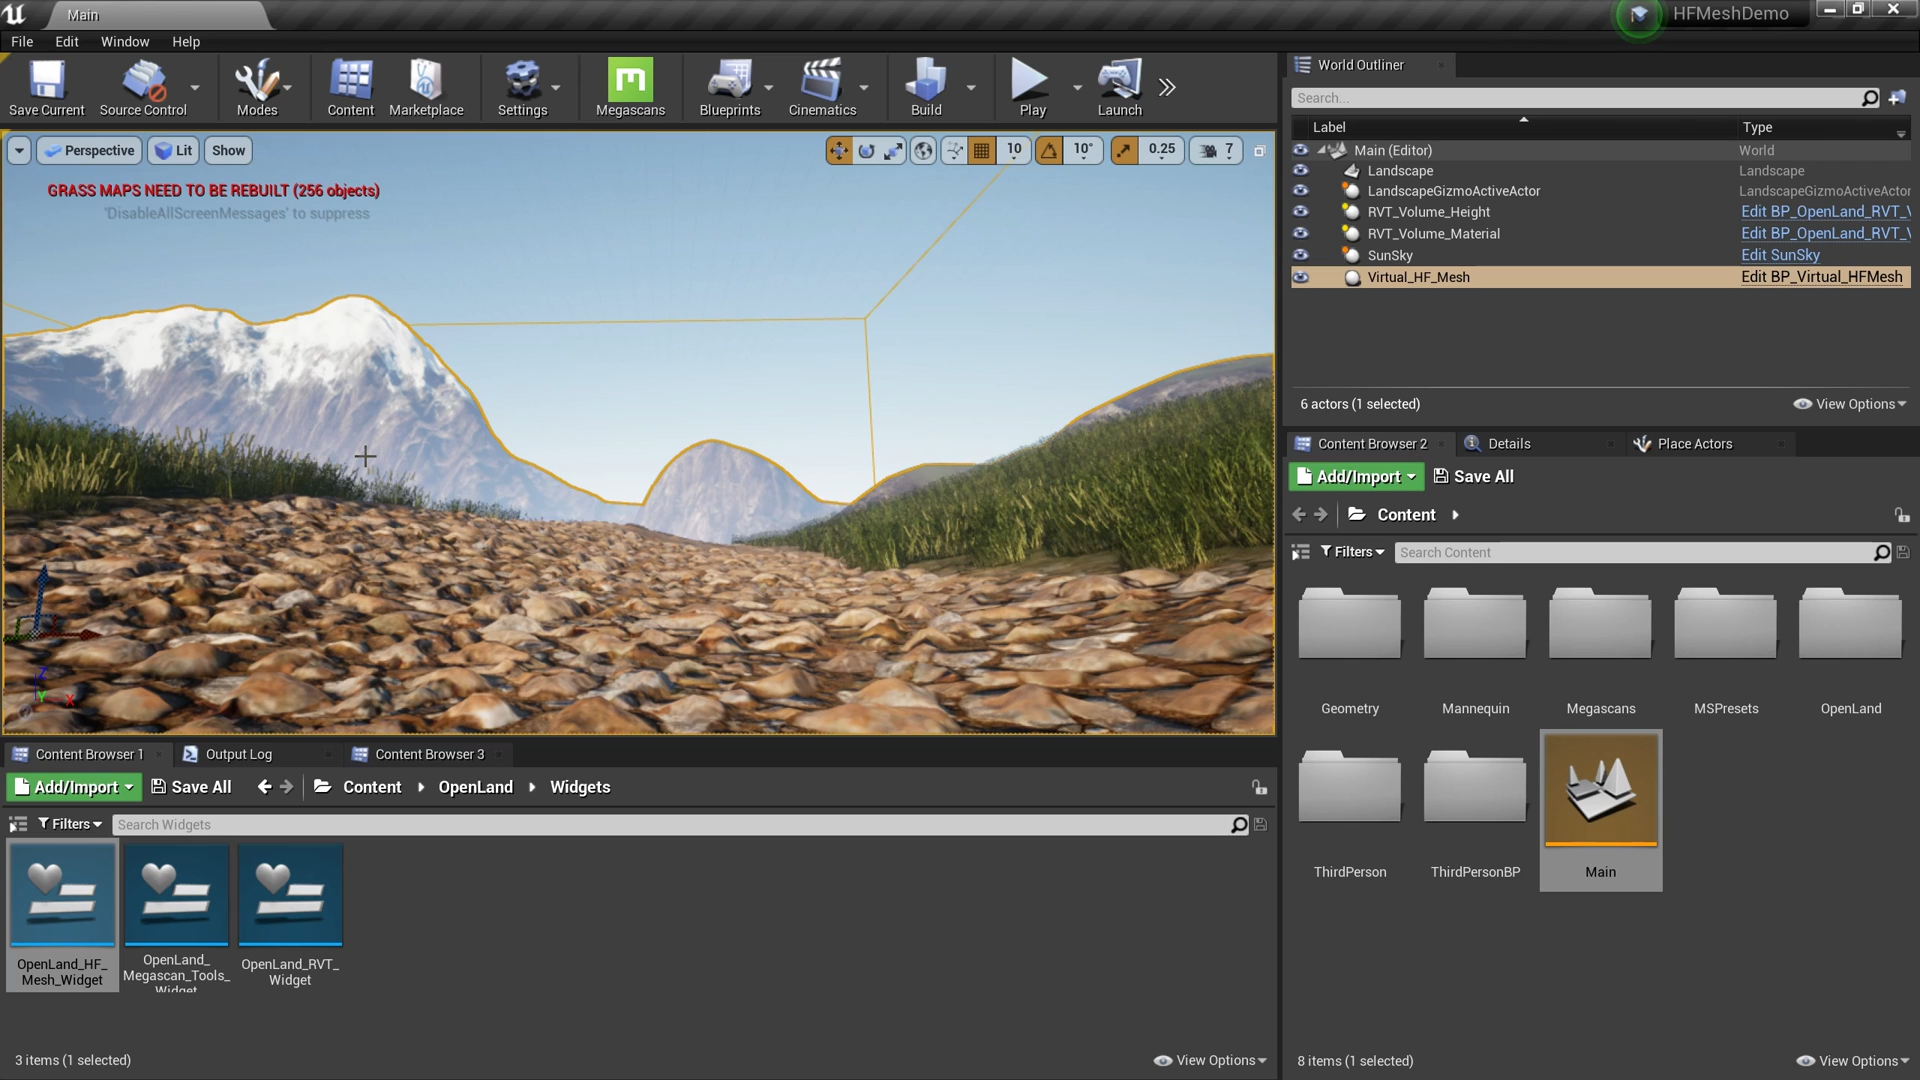 Main
HFMeshDemo
File Edit Window Help
Save Current
Source Control
Modes
Content
Marketplace
Settings
Megascans
Blueprints
Cinematics
Build
Play
Launch
Perspective
Lit
Show
10
10°
0.25
7
GRASS MAPS NEED TO BE REBUILT (256 objects)
'DisableAllScreenMessages' to suppress
Z
Y
X
World Outliner
Search...
Label Type
Main (Editor) World
Landscape Landscape
LandscapeGizmoActiveActor LandscapeGizmoActiveActor
RVT_Volume_Height Edit BP_OpenLand_RVT_V
RVT_Volume_Material Edit BP_OpenLand_RVT_V
SunSky Edit SunSky
Virtual_HF_Mesh Edit BP_Virtual_HFMesh
6 actors (1 selected)
View Options
Content Browser 2
Details
Place Actors
Add/Import
Save All
Content
Filters
Search Content
Geometry
Mannequin
Megascans
MSPresets
OpenLand
ThirdPerson
ThirdPersonBP
Main
8 items (1 selected)
View Options
Content Browser 1
Output Log
Content Browser 3
Add/Import
Save All
Content
OpenLand
Widgets
Filters
Search Widgets
OpenLand_HF_
Mesh_Widget
OpenLand_
Megascan_Tools_
Widget
OpenLand_RVT_
Widget
3 items (1 selected)
View Options